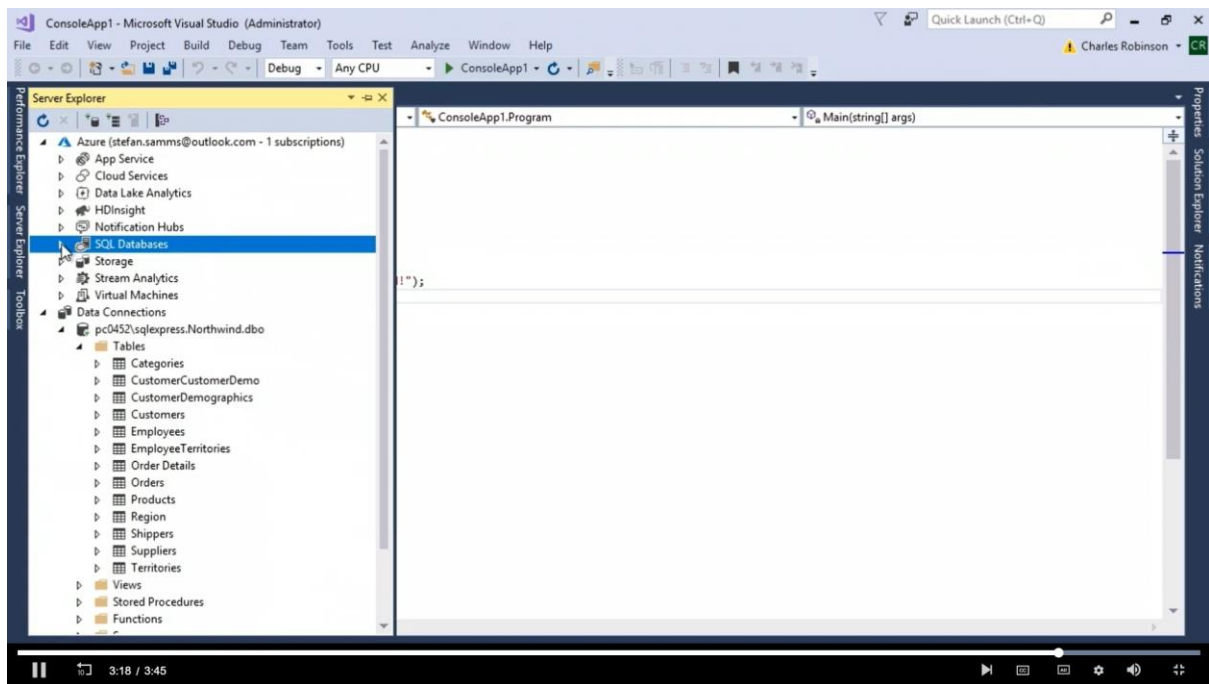 ConsoleApp1 - Microsoft Visual Studio (Administrator)
Quick Launch (Ctrl+Q)
File Edit View Project Build Debug Team Tools Test Analyze Window Help
Charles Robinson CR
Debug Any CPU ConsoleApp1
Performance Explorer
Server Explorer
Toolbox
Server Explorer
Azure (stefan.samms@outlook.com - 1 subscriptions)
App Service
Cloud Services
Data Lake Analytics
HDInsight
Notification Hubs
SQL Databases
Storage
Stream Analytics
Virtual Machines
Data Connections
pc0452\sqlexpress.Northwind.dbo
Tables
Categories
CustomerCustomerDemo
CustomerDemographics
Customers
Employees
EmployeeTerritories
Order Details
Orders
Products
Region
Shippers
Suppliers
Territories
Views
Stored Procedures
Functions
ConsoleApp1.Program
Main(string[] args)
!");
Properties
Solution Explorer
Notifications
10 3:18 / 3:45
CC